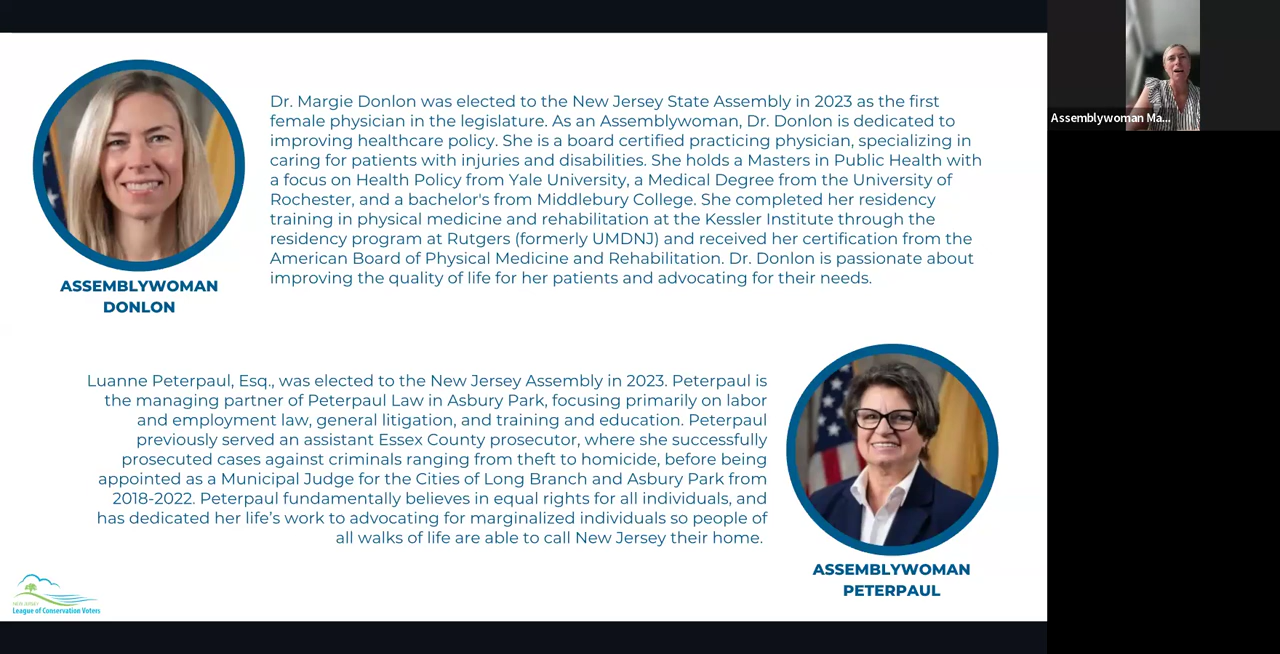 Dr. Margie Donlon was elected to the New Jersey State Assembly in 2023 as the first
female physician in the legislature. As an Assemblywoman, Dr. Donlon is dedicated to
improving healthcare policy. She is a board certified practicing physician, specializing in
caring for patients with injuries and disabilities. She holds a Masters in Public Health with
a focus on Health Policy from Yale University, a Medical Degree from the University of
Rochester, and a bachelor's from Middlebury College. She completed her residency
training in physical medicine and rehabilitation at the Kessler Institute through the
residency program at Rutgers (formerly UMDNJ) and received her certification from the
American Board of Physical Medicine and Rehabilitation. Dr. Donlon is passionate about
improving the quality of life for her patients and advocating for their needs.
ASSEMBLYWOMAN
DONLON
Assemblywoman Ma...
Luanne Peterpaul, Esq., was elected to the New Jersey Assembly in 2023. Peterpaul is
the managing partner of Peterpaul Law in Asbury Park, focusing primarily on labor
and employment law, general litigation, and training and education. Peterpaul
previously served an assistant Essex County prosecutor, where she successfully
prosecuted cases against criminals ranging from theft to homicide, before being
appointed as a Municipal Judge for the Cities of Long Branch and Asbury Park from
2018-2022. Peterpaul fundamentally believes in equal rights for all individuals, and
has dedicated her life’s work to advocating for marginalized individuals so people of
all walks of life are able to call New Jersey their home.
ASSEMBLYWOMAN
PETERPAUL
NEW JERSEY
League of Conservation Voters